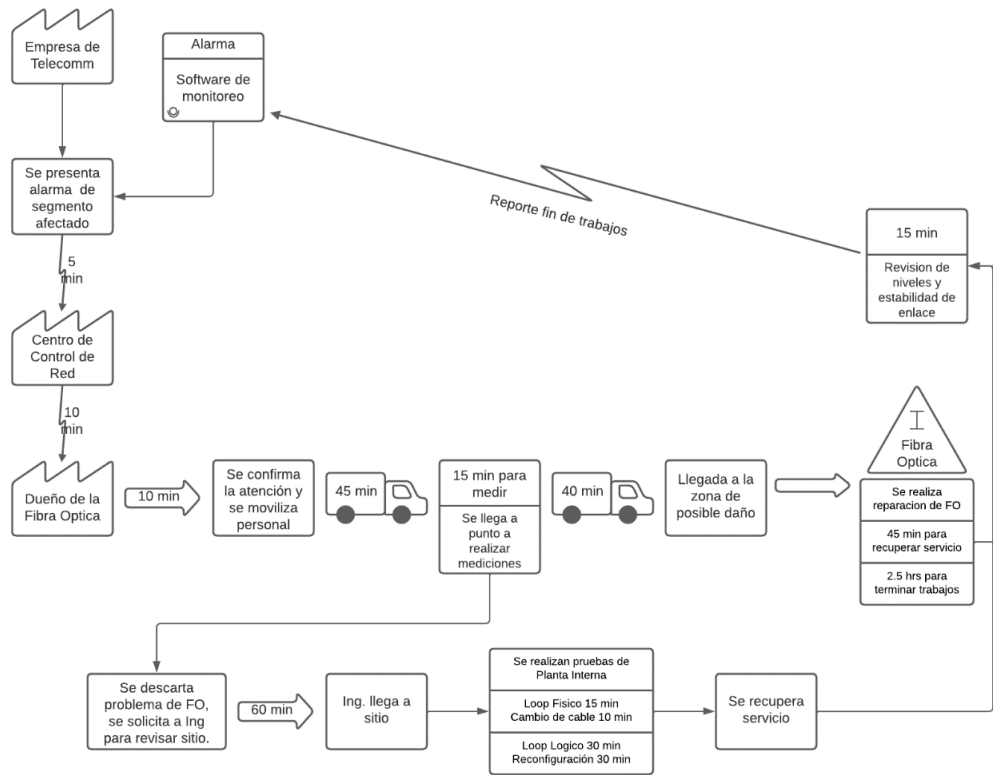 Empresa de
Telecomm
Alarma
Software de
monitoreo
Se presenta
alarma de
segmento
afectado
Reporte fin de trabajos
15 min
Revision de
niveles y
estabilidad de
enlace
5
min
Centro de
Control de
Red
10
min
Dueño de la
Fibra Optica
10 min
Se confirma
la atención y
se moviliza
personal
45 min
15 min para
medir
Se llega a
punto a
realizar
mediciones
40 min
Llegada a la
zona de
posible daño
I
Fibra
Optica
Se realiza
reparacion de FO
45 min para
recuperar servicio
2.5 hrs para
terminar trabajos
Se descarta
problema de FO,
se solicita a Ing
para revisar sitio.
60 min
Ing. llega a
sitio
Se realizan pruebas de
Planta Interna
Loop Fisico 15 min
Cambio de cable 10 min
Loop Logico 30 min
Reconfiguración 30 min
Se recupera
servicio